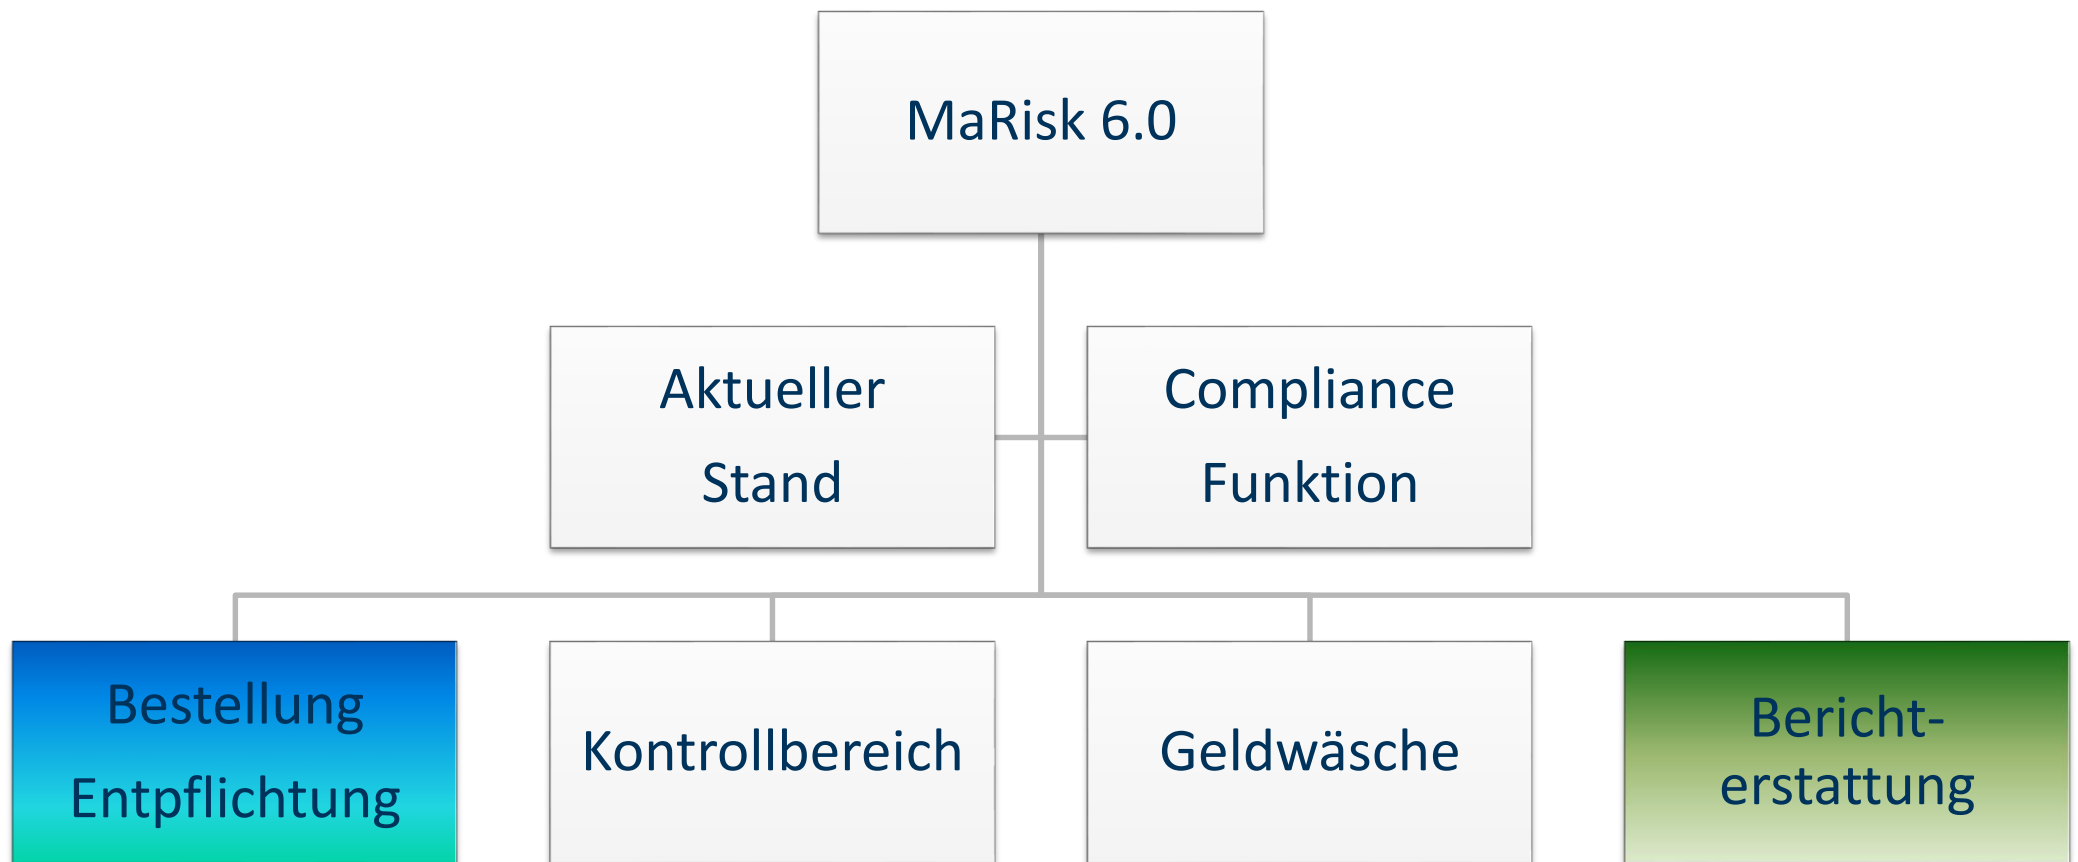 MaRisk 6.0
Aktueller
Stand
Compliance
Funktion
Bestellung
Entpflichtung
Kontrollbereich
Geldwäsche
Bericht-
erstattung